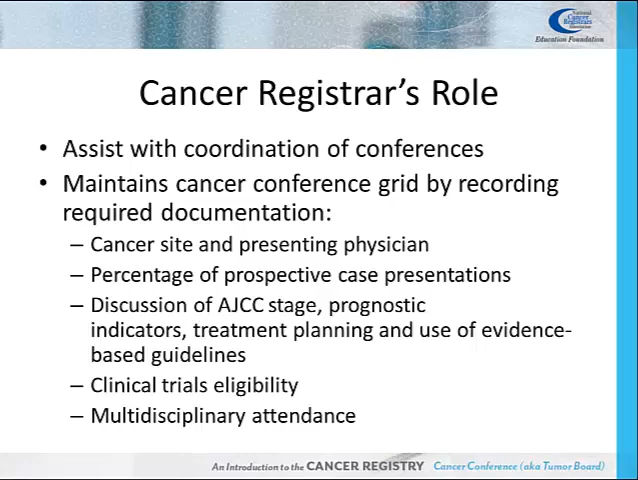 National
Cancer
Registrars
Education Foundation
Cancer Registrar's Role
• Assist with coordination of conferences
• Maintains cancer conference grid by recording
required documentation:
– Cancer site and presenting physician
– Percentage of prospective case presentations
– Discussion of AJCC stage, prognostic
indicators, treatment planning and use of evidence-
based guidelines
– Clinical trials eligibility
– Multidisciplinary attendance
An Introduction to the CANCER REGISTRY Cancer Conference (aka Tumor Board)